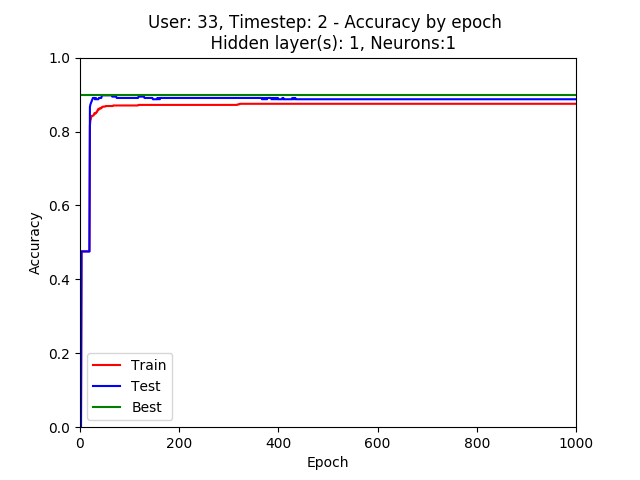 User: 33, Timestep: 2 - Accuracy by epoch
Hidden layer(s): 1, Neurons:1
1.0
0.8
0.6
0.4
0.2
0.0
Accuracy
Train
Test
Best
0 200 400 600 800 1000
Epoch